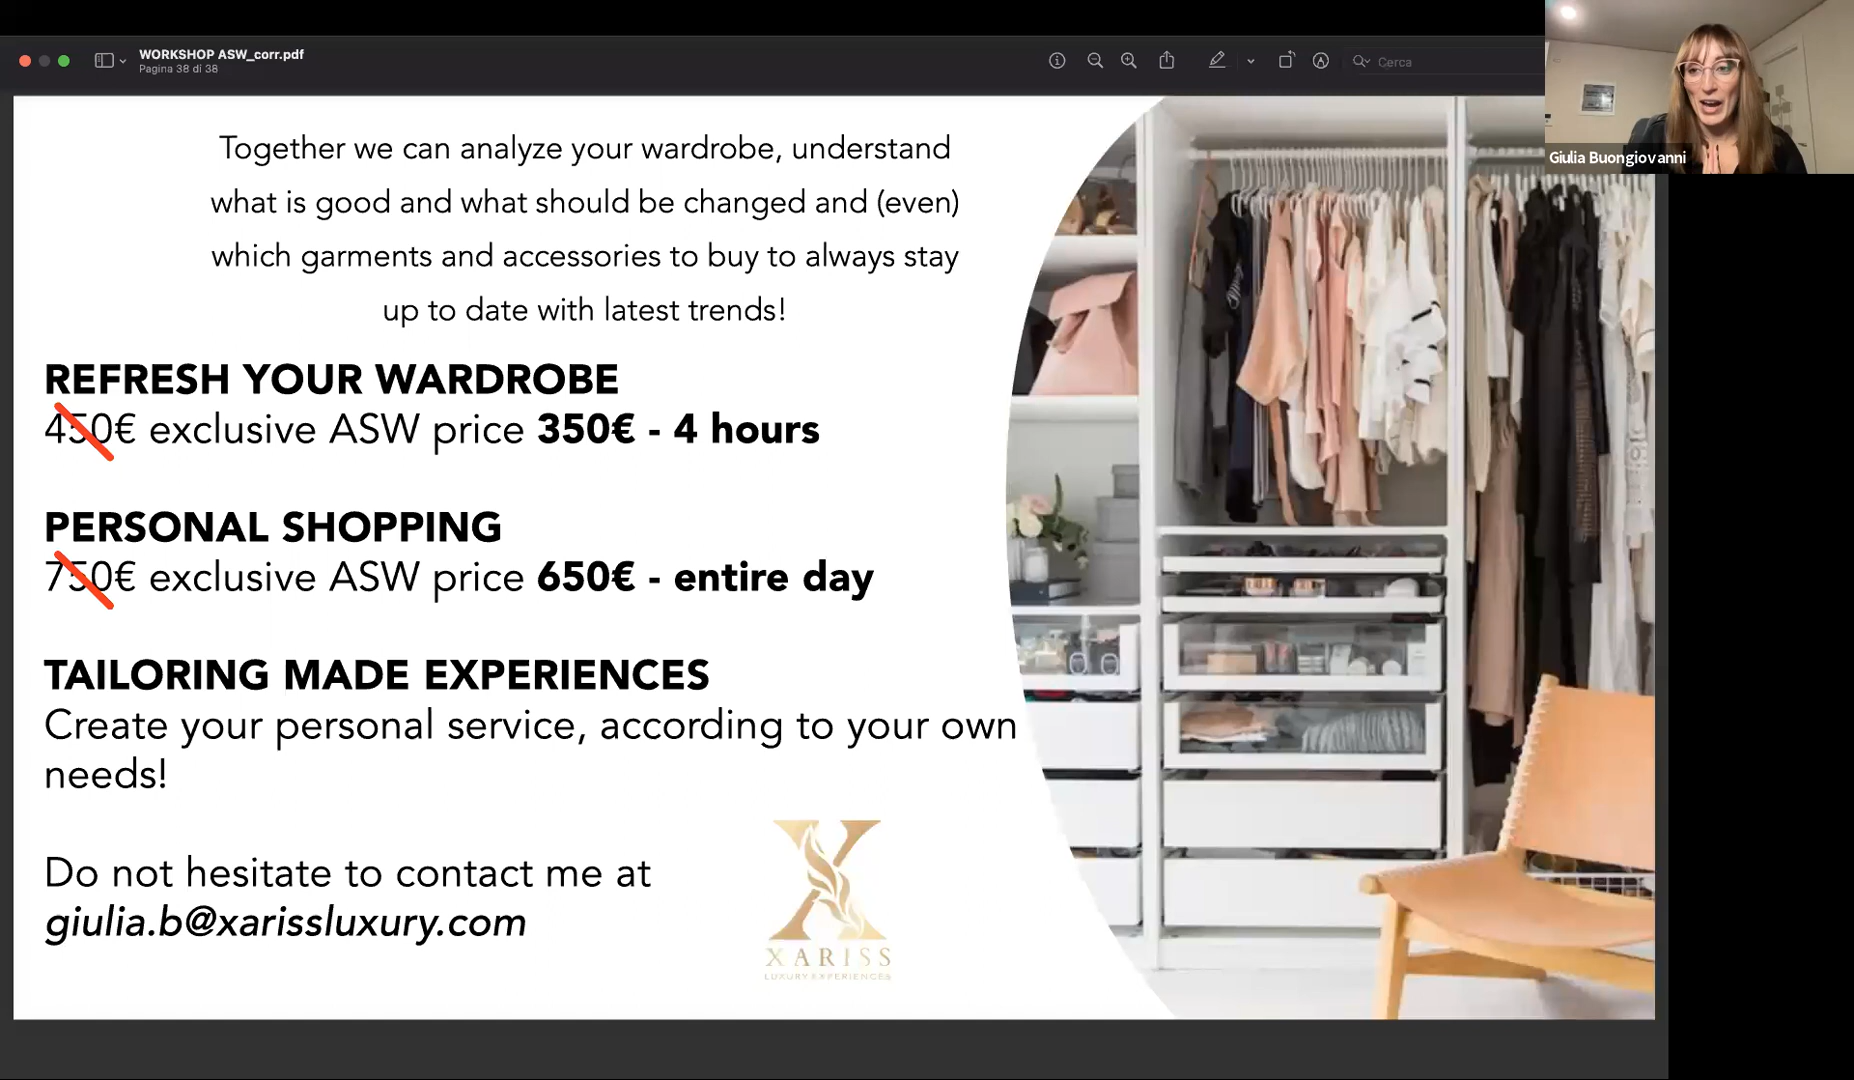 WORKSHOP ASW_corr.pdf
Pagina 38 di 38
Cerca
Giulia Buongiovanni
Together we can analyze your wardrobe, understand
what is good and what should be changed and (even)
which garments and accessories to buy to always stay
up to date with latest trends!
REFRESH YOUR WARDROBE
450€ exclusive ASW price 350€ - 4 hours
PERSONAL SHOPPING
750€ exclusive ASW price 650€ - entire day
TAILORING MADE EXPERIENCES
Create your personal service, according to your own
needs!
Do not hesitate to contact me at
giulia.b@xarissluxury.com
XARISS
LUXURY EXPERIENCES